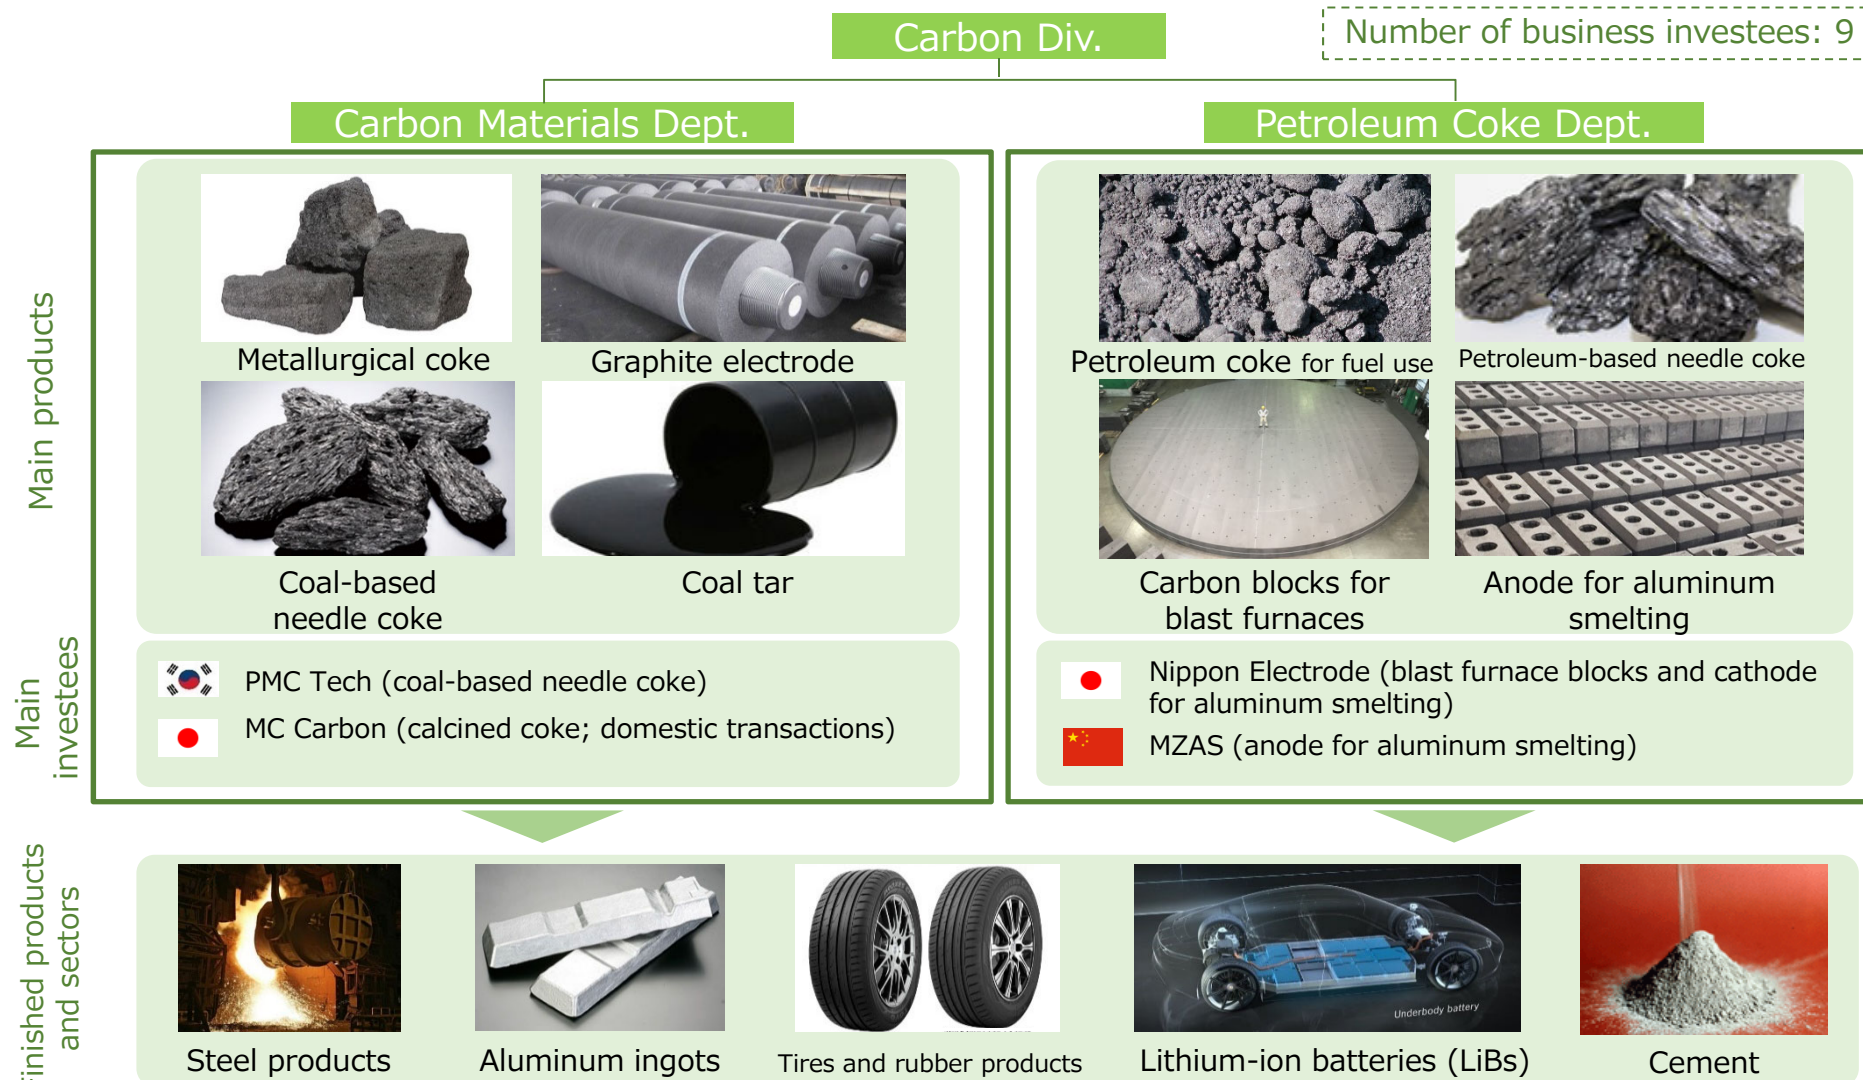 Carbon Div.
Number of business investees: 9
Carbon Materials Dept.
Petroleum Coke Dept.
Main products
Metallurgical coke
Graphite electrode
Coal-based
needle coke
Coal tar
Petroleum coke for fuel use
Petroleum-based needle coke
Carbon blocks for
blast furnaces
Anode for aluminum
smelting
Main
investees
PMC Tech (coal-based needle coke)
MC Carbon (calcined coke; domestic transactions)
Nippon Electrode (blast furnace blocks and cathode
for aluminum smelting)
MZAS (anode for aluminum smelting)
Finished products
and sectors
Underbody battery
Steel products
Aluminum ingots
Tires and rubber products
Lithium-ion batteries (LiBs)
Cement